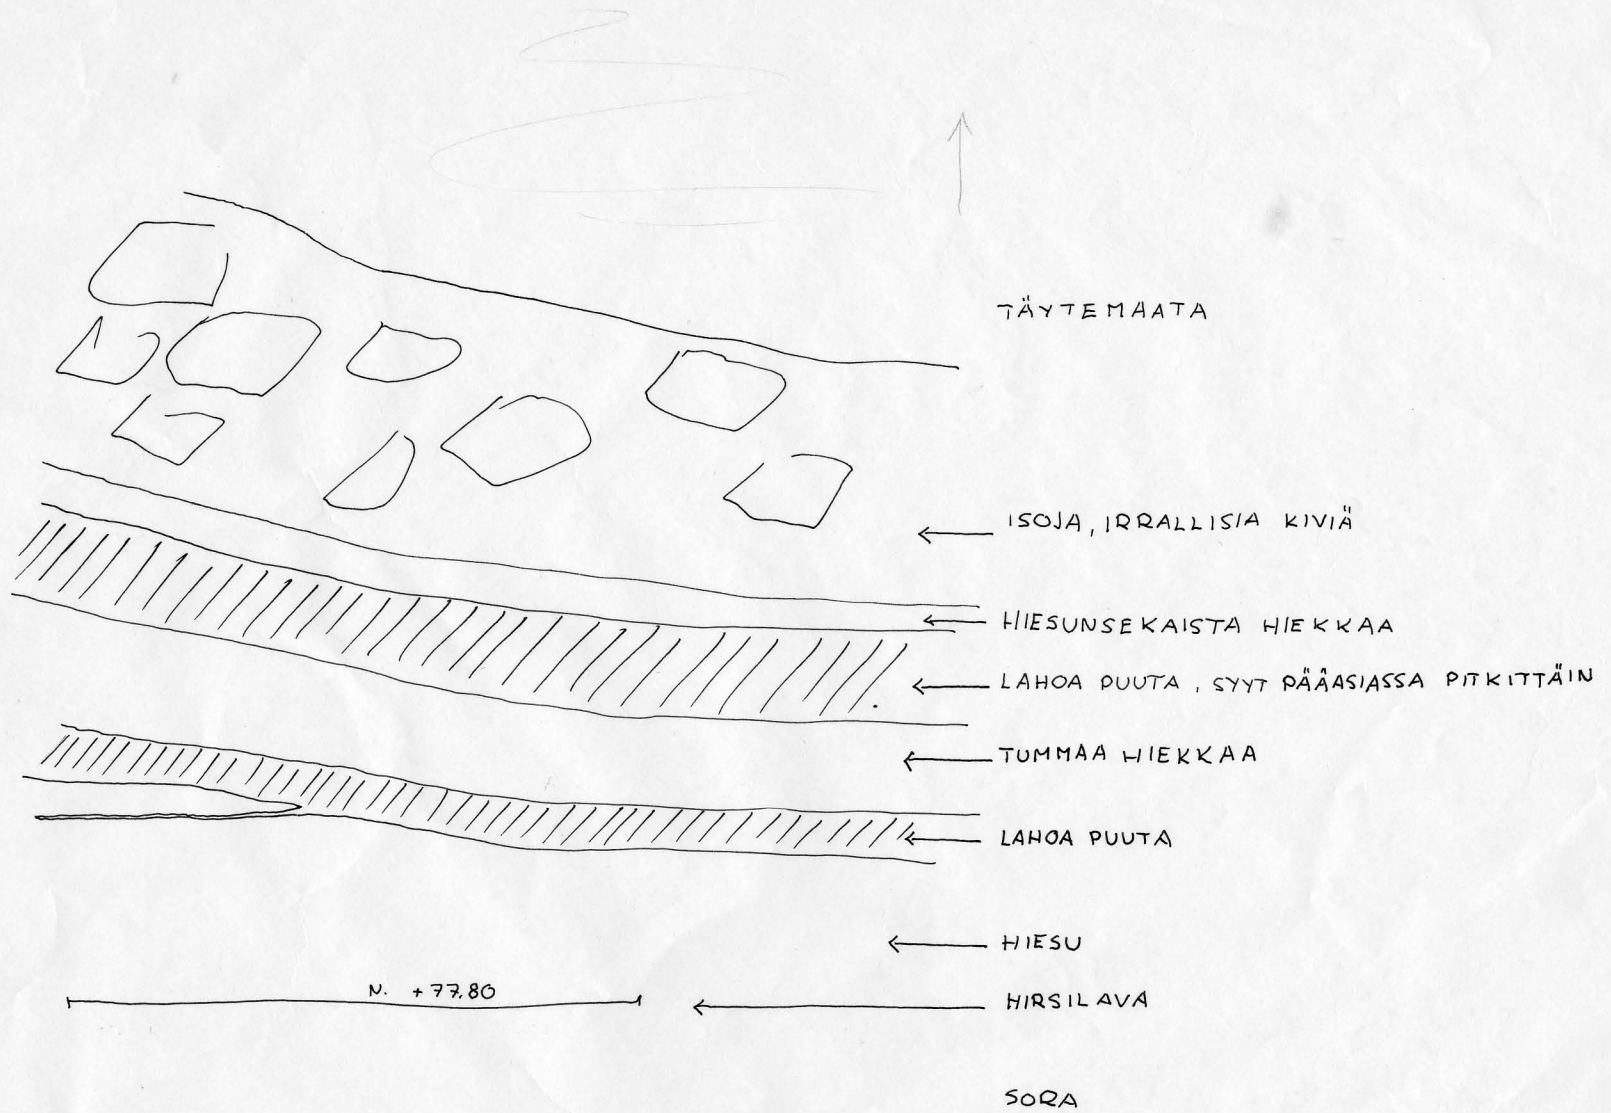 TÄYTEMAATA
ISOJA, IRRALLISIA KIVIÄ
HIESUNSEKAISTA HIEKKAA
LAHOA PUUTA, SYYT PÄÄASIASSA PITKITTÄIN
TUMMAA HIEKKAA
LAHOA PUUTA
HIESU
N. +77.80
HIRSILAVA
SORA